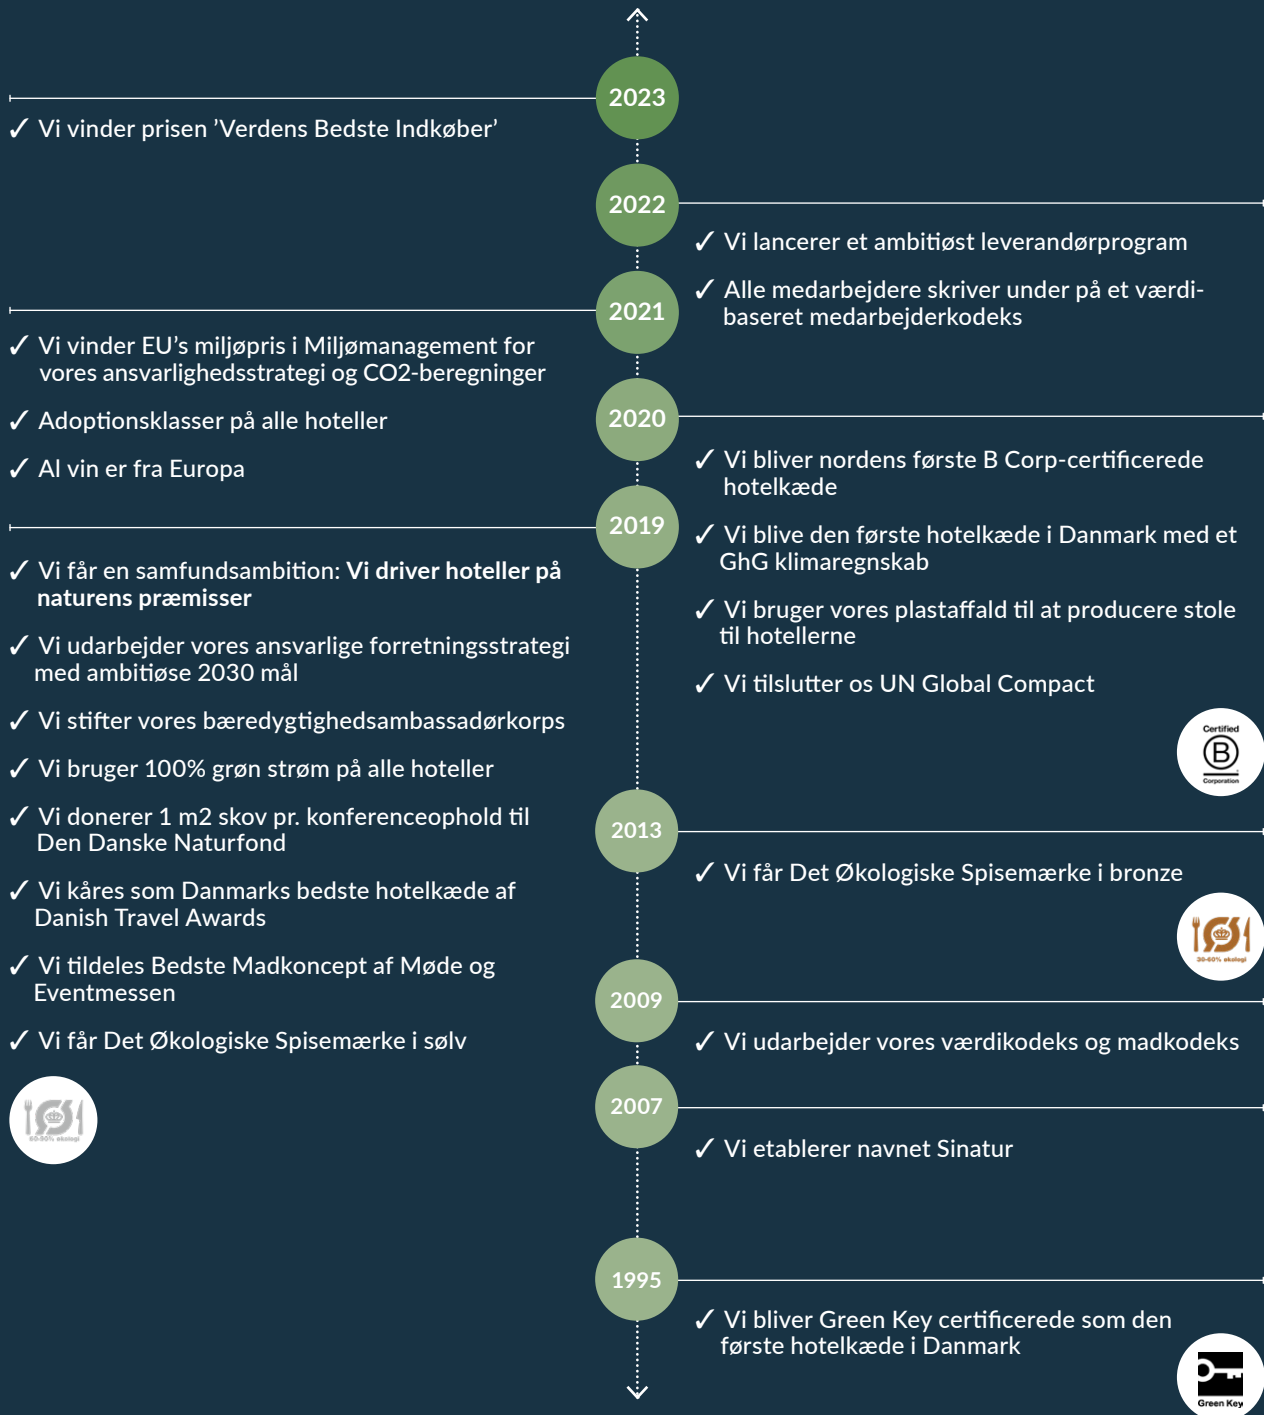 2023
✓ Vi vinder prisen ’Verdens Bedste Indkøber’
2022
✓ Vi lancerer et ambitiøst leverandørprogram
✓ Alle medarbejdere skriver under på et værdi-
baseret medarbejderkodeks
2021
✓ Vi vinder EU’s miljøpris i Miljømanagement for
vores ansvarlighedsstrategi og CO2-beregninger
✓ Adoptionsklasser på alle hoteller
✓ Al vin er fra Europa
2020
✓ Vi bliver nordens første B Corp-certificerede
hotelkæde
✓ Vi blive den første hotelkæde i Danmark med et
GhG klimaregnskab
✓ Vi bruger vores plastaffald til at producere stole
til hotellerne
✓ Vi tilslutter os UN Global Compact
Certified
B
Corporation
2019
✓ Vi får en samfundsambition: Vi driver hoteller på
naturens præmisser
✓ Vi udarbejder vores ansvarlige forretningsstrategi
med ambitiøse 2030 mål
✓ Vi stifter vores bæredygtighedsambassadørkorps
✓ Vi bruger 100% grøn strøm på alle hoteller
✓ Vi donerer 1 m2 skov pr. konferenceophold til
Den Danske Naturfond
✓ Vi kåres som Danmarks bedste hotelkæde af
Danish Travel Awards
✓ Vi tildeles Bedste Madkoncept af Møde og
Eventmessen
✓ Vi får Det Økologiske Spisemærke i sølv
60-90% økologi
2013
✓ Vi får Det Økologiske Spisemærke i bronze
30-60% økologi
2009
✓ Vi udarbejder vores værdikodeks og madkodeks
2007
✓ Vi etablerer navnet Sinatur
1995
✓ Vi bliver Green Key certificerede som den
første hotelkæde i Danmark
Green Key